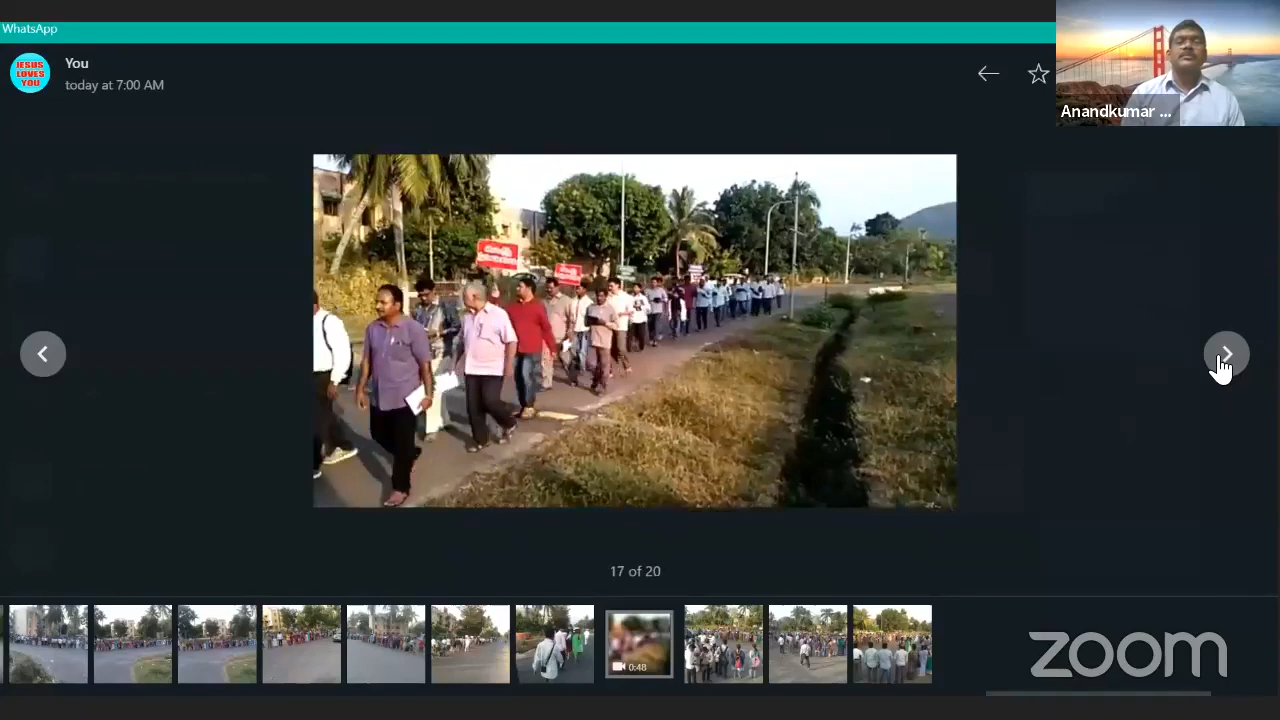 WhatsApp
JESUS
LOVES
YOU
You
today at 7:00 AM
Anandkumar ...
17 of 20
0:48
zoom